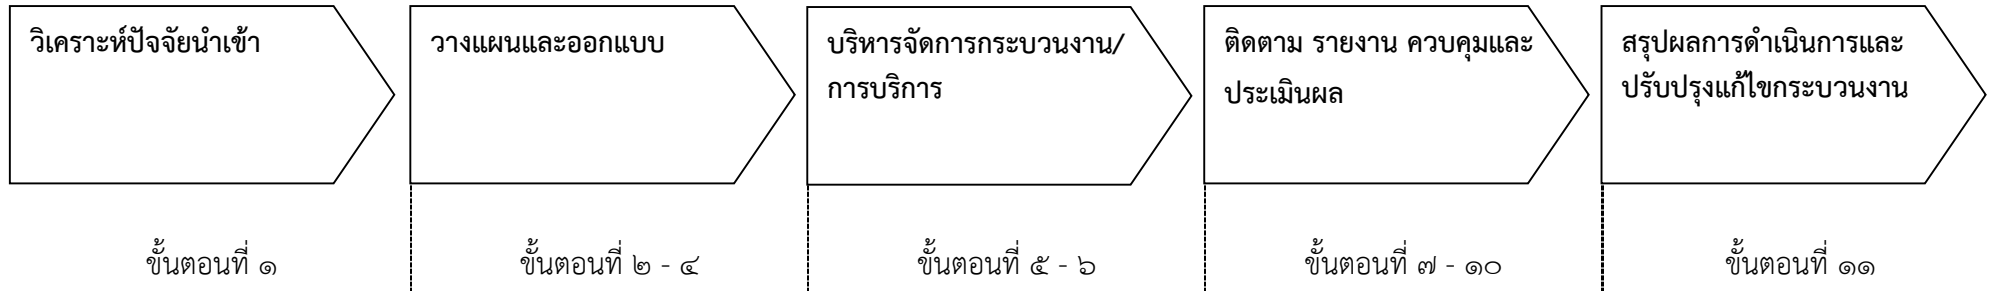 วิเคราะห์ปัจจัยนำเข้า
วางแผนและออกแบบ
บริหารจัดการกระบวนงาน/
การบริการ
ติดตาม รายงาน ควบคุมและ
ประเมินผล
สรุปผลการดำเนินการและ
ปรับปรุงแก้ไขกระบวนงาน
ขั้นตอนที่ ๑
ขั้นตอนที่ ๒ - ๔
ขั้นตอนที่ ๕ - ๖
ขั้นตอนที่ ๗ - ๑๐
ขั้นตอนที่ ๑๑